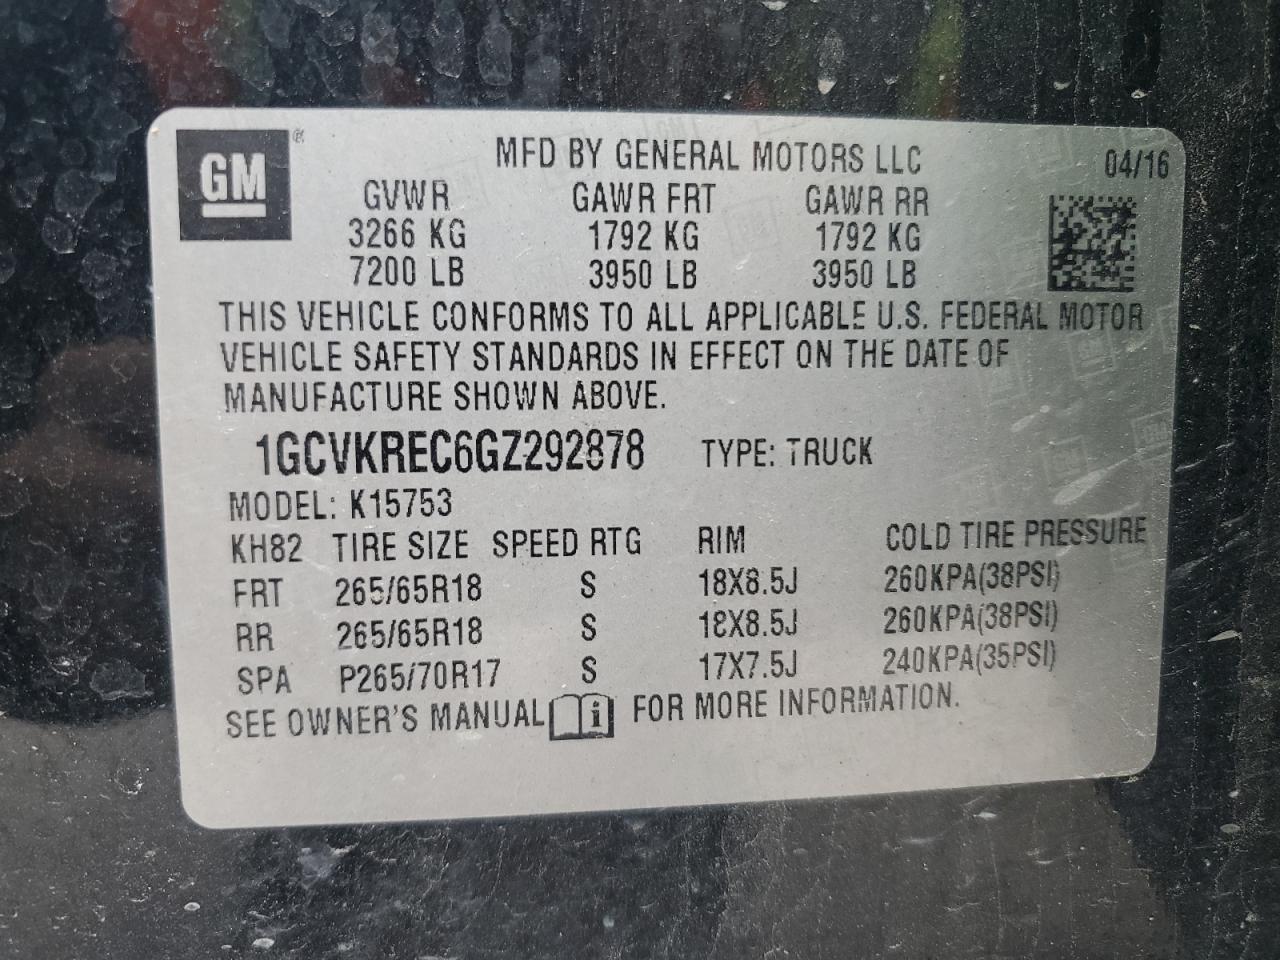 GM®
MFD BY GENERAL MOTORS LLC 04/16
GVWR GAWR FRT GAWR RR
3266 KG 1792 KG 1792 KG
7200 LB 3950 LB 3950 LB
THIS VEHICLE CONFORMS TO ALL APPLICABLE U.S. FEDERAL MOTOR
VEHICLE SAFETY STANDARDS IN EFFECT ON THE DATE OF
MANUFACTURE SHOWN ABOVE.
1GCVKREC6GZ292878 TYPE: TRUCK
MODEL: K15753
KH82 TIRE SIZE SPEED RTG RIM COLD TIRE PRESSURE
FRT 265/65R18 S 18X8.5J 260KPA(38PSI)
RR 265/65R18 S 18X8.5J 260KPA(38PSI)
SPA P265/70R17 S 17X7.5J 240KPA(35PSI)
SEE OWNER'S MANUAL i FOR MORE INFORMATION.